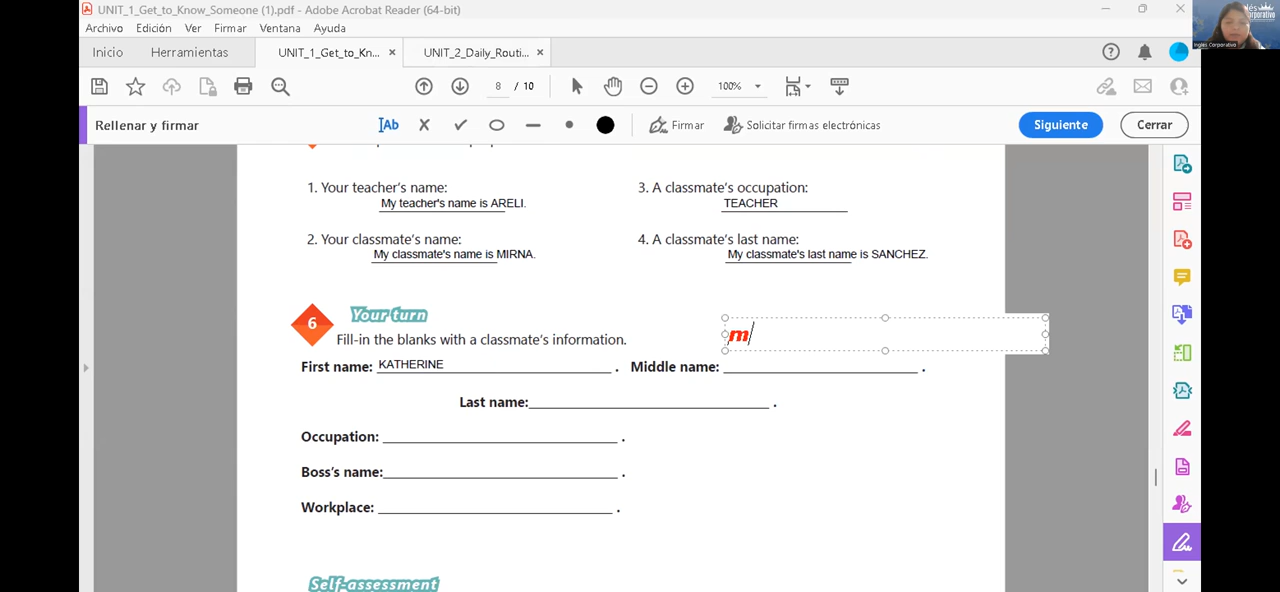 UNIT_1_Get_to_Know_Someone (1).pdf - Adobe Acrobat Reader (64-bit)
Archivo Edición Ver Firmar Ventana Ayuda
Inicio Herramientas UNIT_1_Get_to_Kn... × UNIT_2_Daily_Routi... ×
8 / 10 100%
Rellenar y firmar Ab Firmar Solicitar firmas electrónicas Siguiente Cerrar
1. Your teacher's name:
My teacher's name is ARELI.
2. Your classmate's name:
My classmate's name is MIRNA.
3. A classmate's occupation:
TEACHER
4. A classmate's last name:
My classmate's last name is SANCHEZ.
6 Your turn
Fill-in the blanks with a classmate's information.
m
First name: KATHERINE . Middle name: .
Last name: .
Occupation: .
Boss's name: .
Workplace: .
Self-assessment
Inglés Corporativo